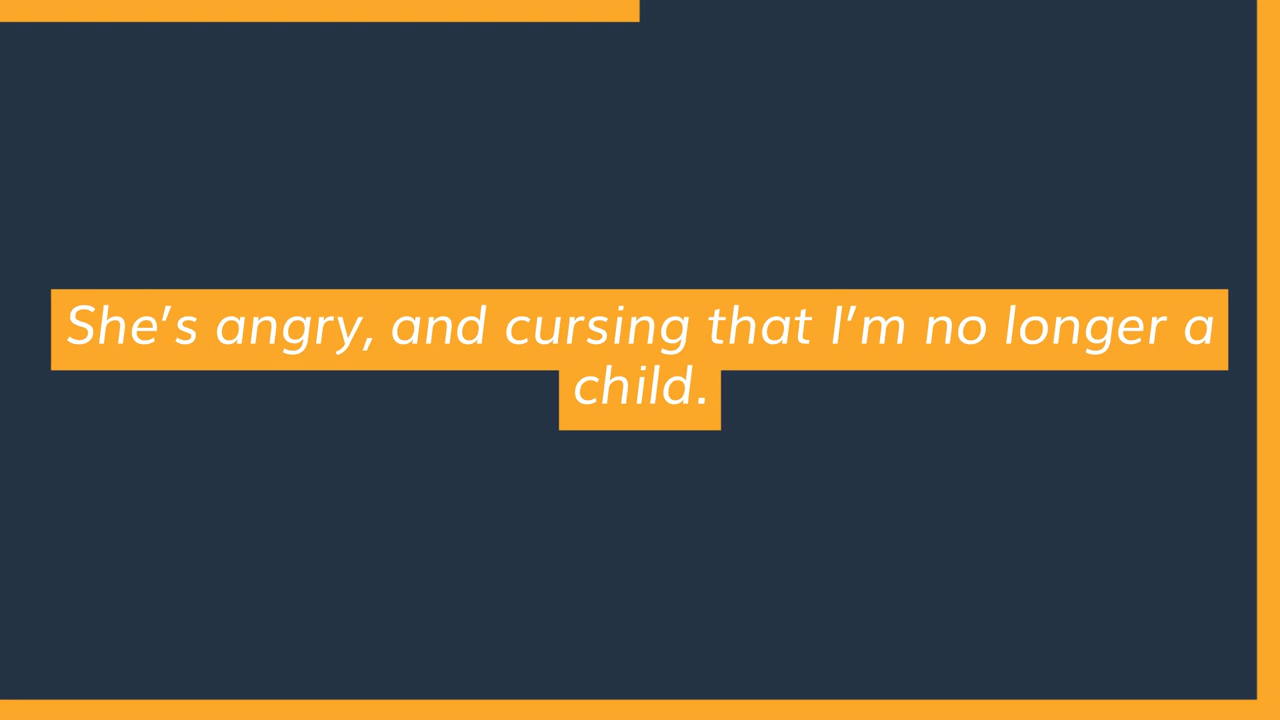 She’s angry, and cursing that I’m no longer a
child.